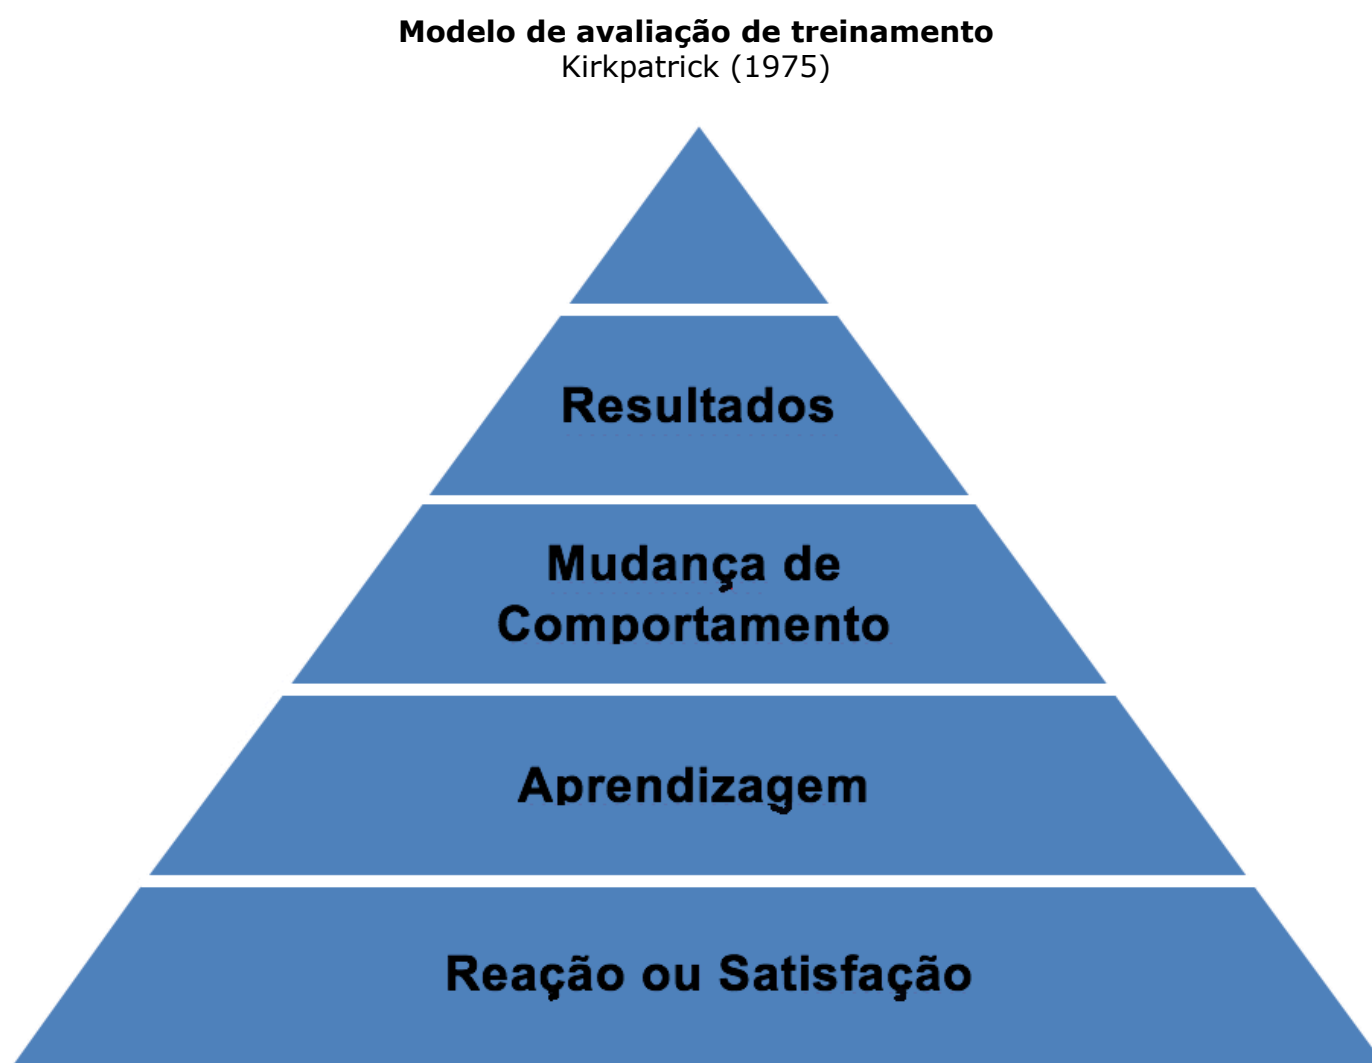 Modelo de avaliação de treinamento
Kirkpatrick (1975)
Resultados
Mudança de
Comportamento
Aprendizagem
Reação ou Satisfação